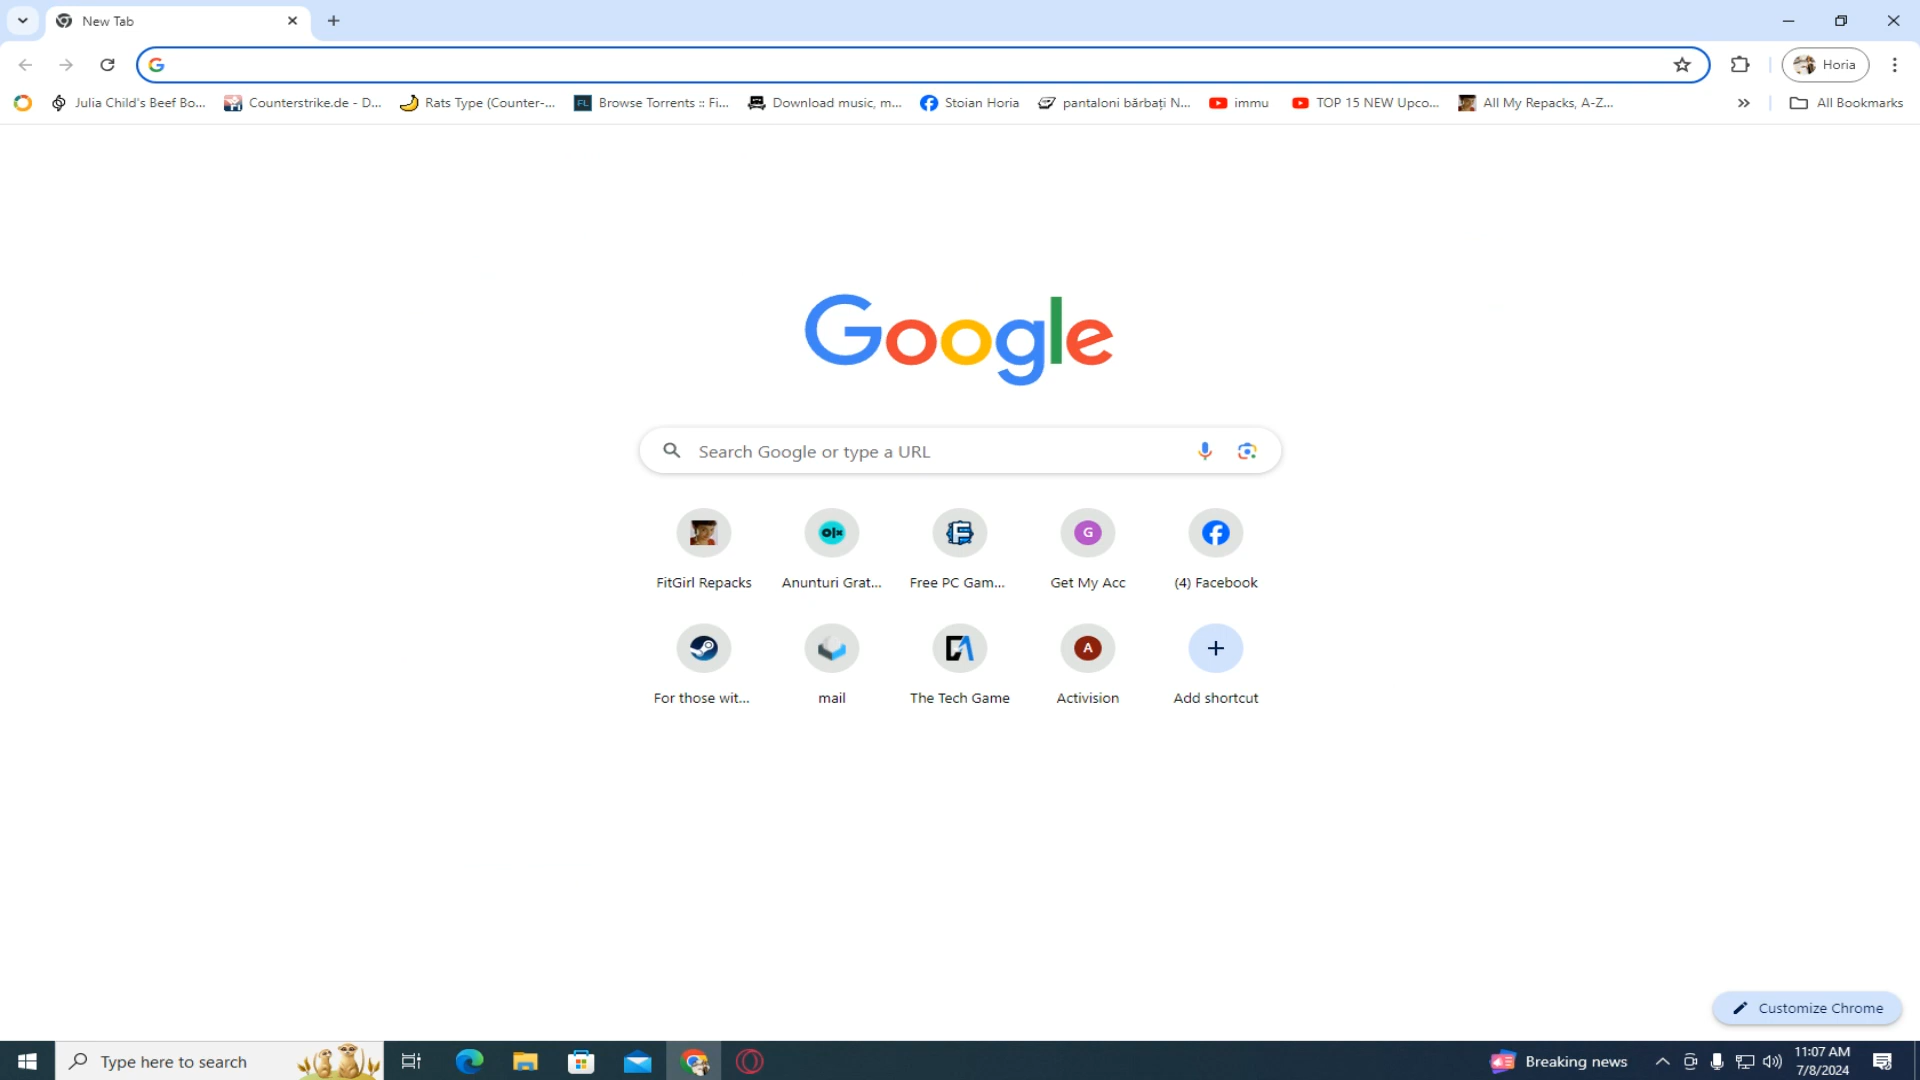 New Tab
Horia
Julia Child's Beef Bo...
Counterstrike.de - D...
Rats Type (Counter-...
Browse Torrents :: Fi...
Download music, m...
Stoian Horia
pantaloni bărbați N...
immu
TOP 15 NEW Upco...
All My Repacks, A-Z...
All Bookmarks
Google
Search Google or type a URL
FitGirl Repacks
Anunturi Grat...
Free PC Gam...
Get My Acc
(4) Facebook
For those wit...
mail
The Tech Game
Activision
Add shortcut
Customize Chrome
Type here to search
Breaking news
11:07 AM
7/8/2024